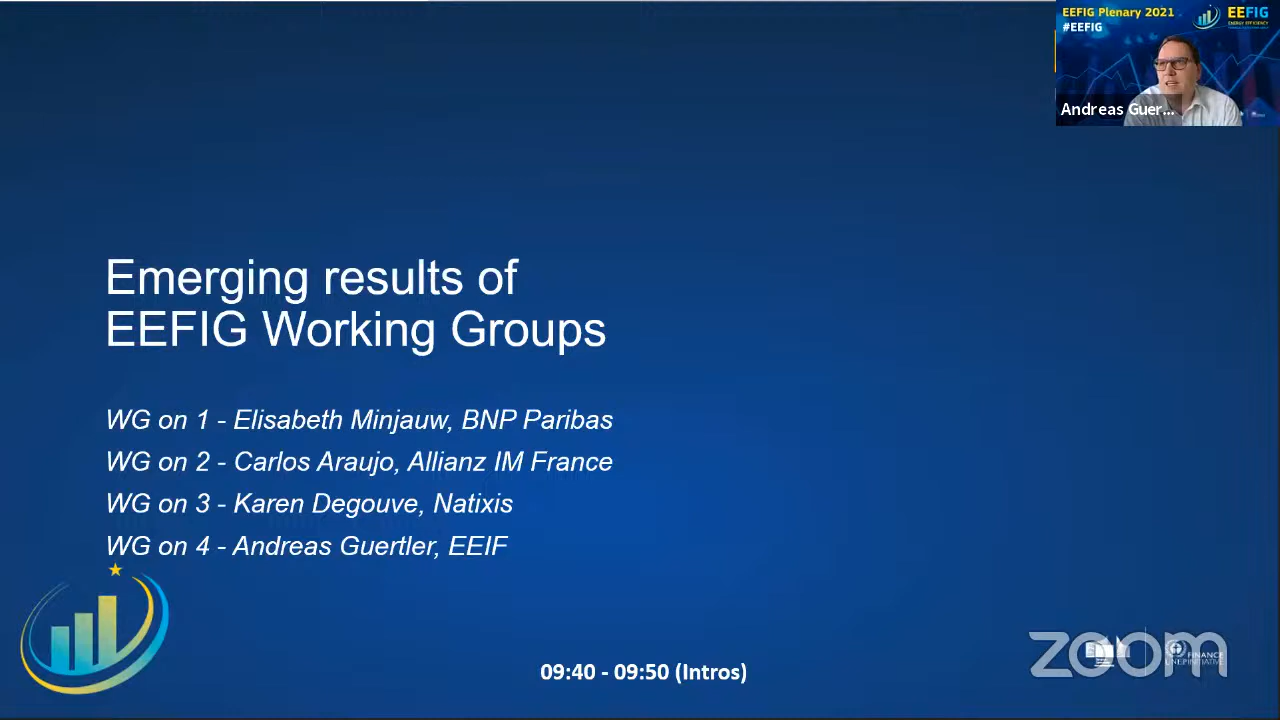 EEFIG Plenary 2021
#EEFIG
EEFIG
Andreas Guer...
Emerging results of
EEFIG Working Groups
WG on 1 - Elisabeth Minjauw, BNP Paribas
WG on 2 - Carlos Araujo, Allianz IM France
WG on 3 - Karen Degouve, Natixis
WG on 4 - Andreas Guertler, EEIF
09:40 - 09:50 (Intros)
zoom
FINANCE
INITIATIVE